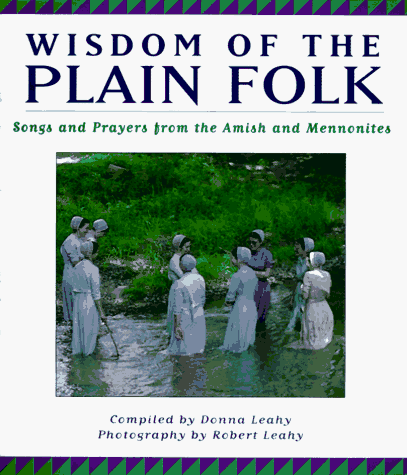 WISDOM OF THE
PLAIN FOLK
Songs and Prayers from the Amish and Mennonites
Compiled by Donna Leahy
Photography by Robert Leahy